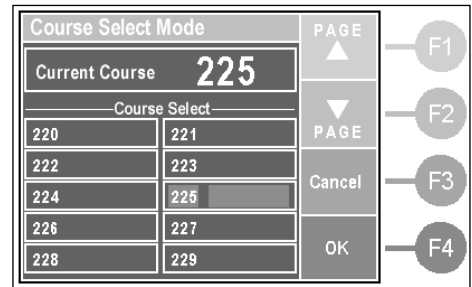 Course Select Mode
PAGE
F1
Current Course 225
Course Select
F2
PAGE
220 221
222 223
Cancel
F3
224 225
226 227
OK
F4
228 229